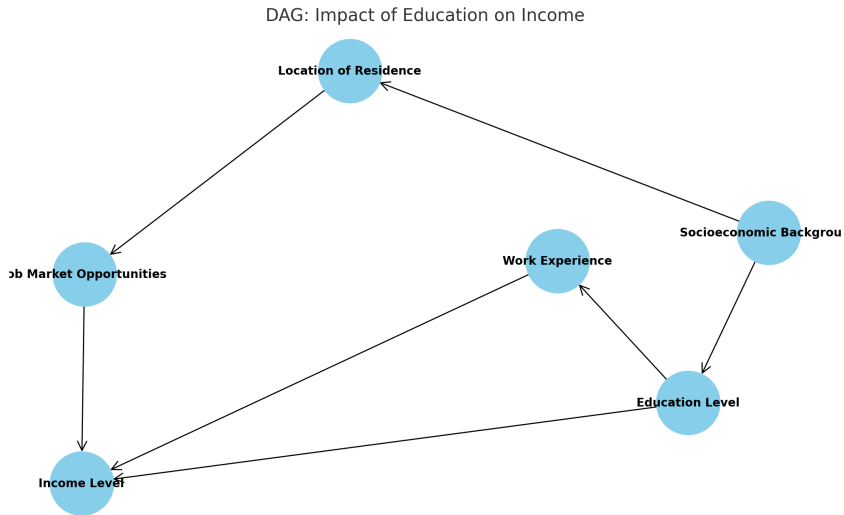 DAG: Impact of Education on Income
Location of Residence
Socioeconomic Backgrou
Work Experience
ob Market Opportunities
Education Level
Income Level